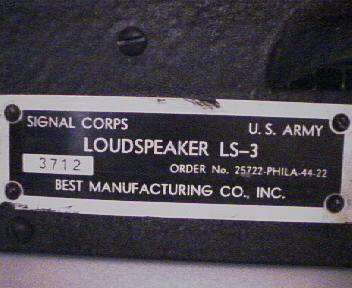 SIGNAL CORPS U. S. ARMY
LOUDSPEAKER LS-3
3712 ORDER No. 25722-PHILA-44-22
BEST MANUFACTURING CO., INC.